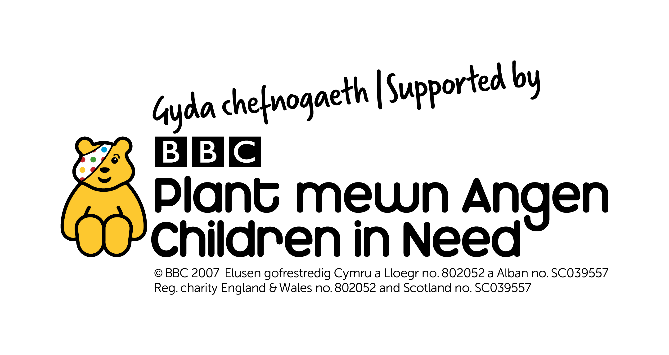 Gyda chefnogaeth | Supported by
BBC
Plant mewn Angen
Children in Need
© BBC 2007 Elusen gofrestredig Cymru a Lloegr no. 802052 a Alban no. SC039557
Reg. charity England & Wales no. 802052 and Scotland no. SC039557